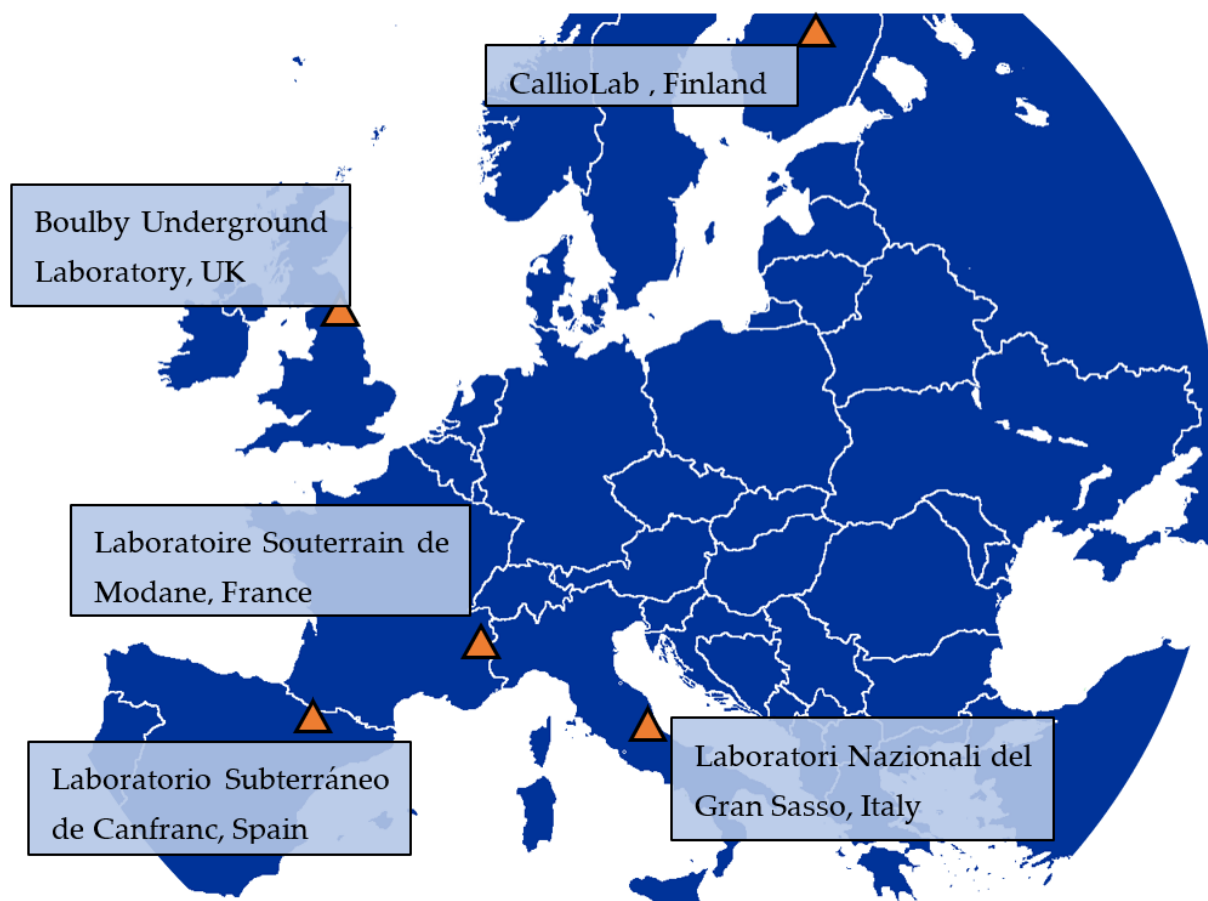 CallioLab , Finland
Boulby Underground
Laboratory, UK
Laboratoire Souterrain de
Modane, France
Laboratorio Subterráneo
de Canfranc, Spain
Laboratori Nazionali del
Gran Sasso, Italy